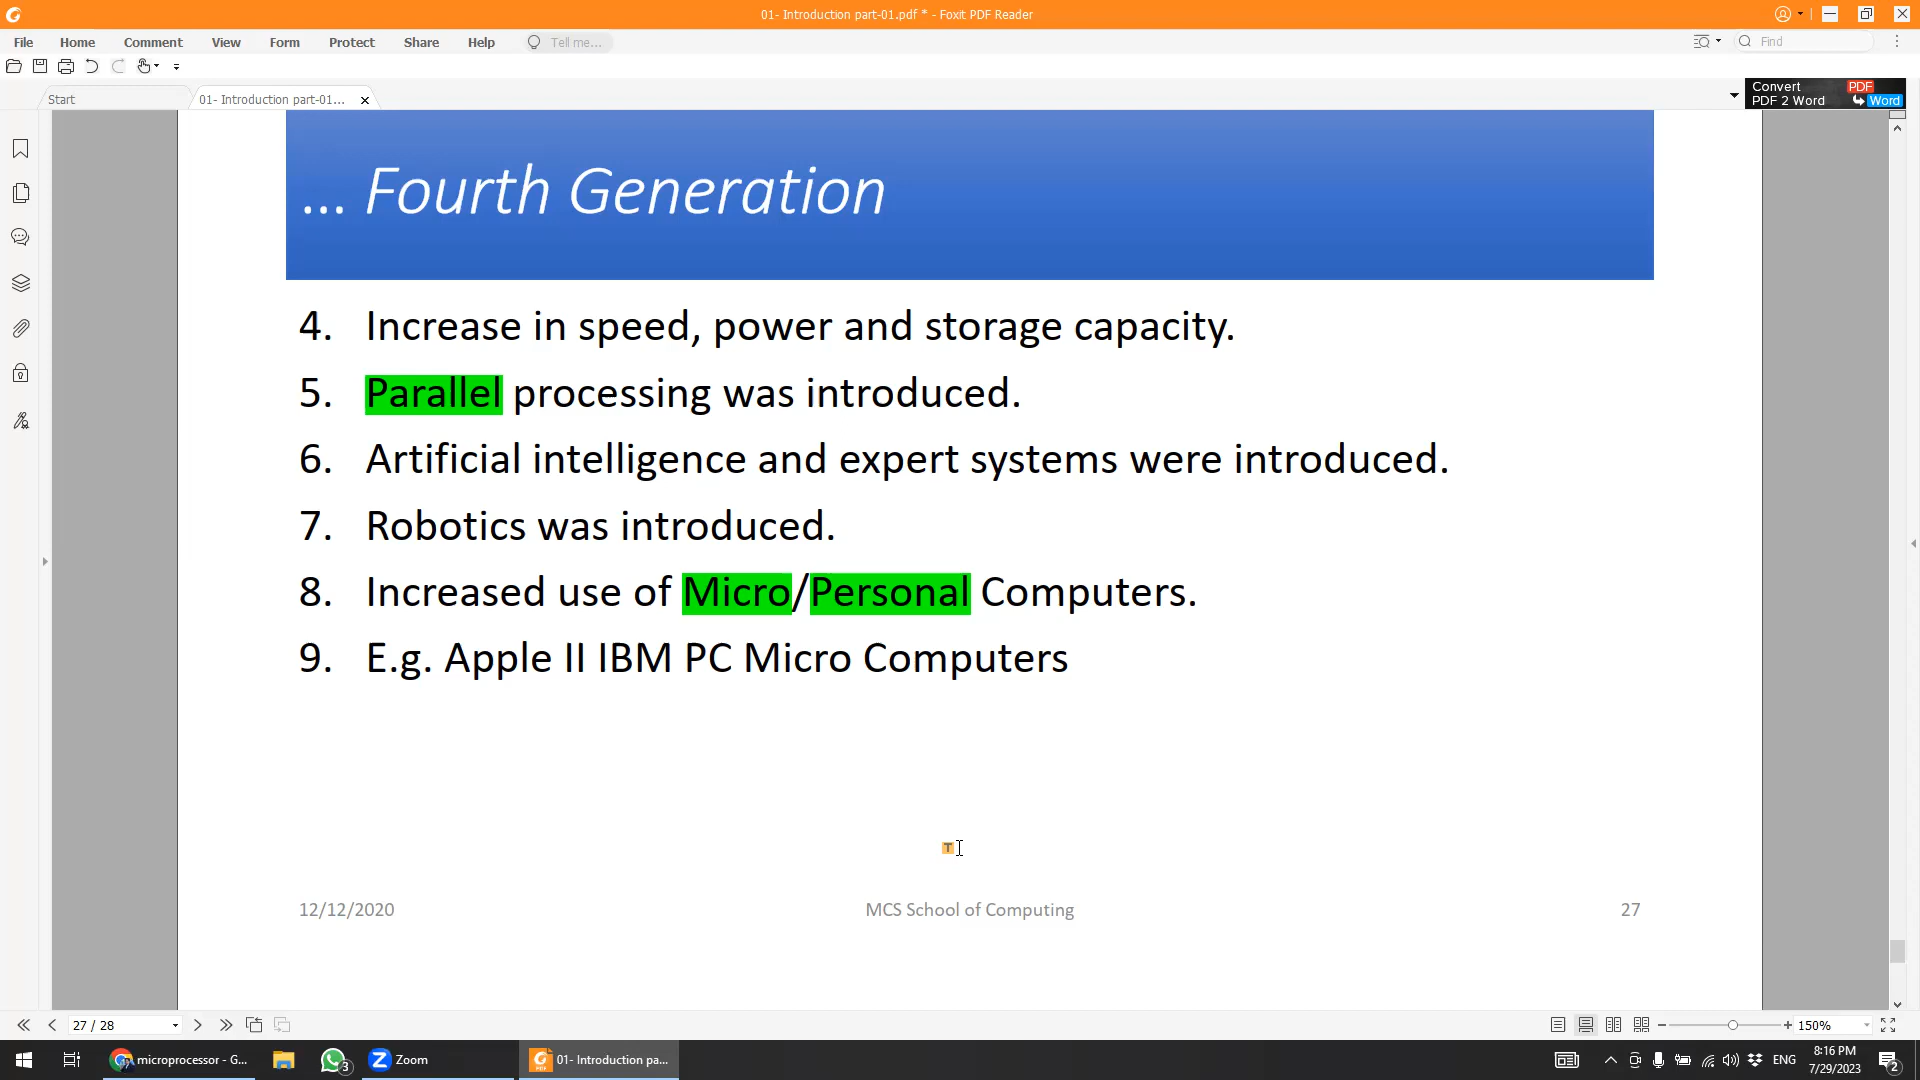 01- Introduction part-01.pdf * - Foxit PDF Reader
File Home Comment View Form Protect Share Help Tell me... Find
Start 01- Introduction part-01... Convert PDF
PDF 2 Word Word
... Fourth Generation
4. Increase in speed, power and storage capacity.
5. Parallel processing was introduced.
6. Artificial intelligence and expert systems were introduced.
7. Robotics was introduced.
8. Increased use of Micro/Personal Computers.
9. E.g. Apple II IBM PC Micro Computers
T
12/12/2020 MCS School of Computing 27
27 / 28 150%
microprocessor - G... 3 Zoom 01- Introduction pa... ENG 8:16 PM
7/29/2023 2